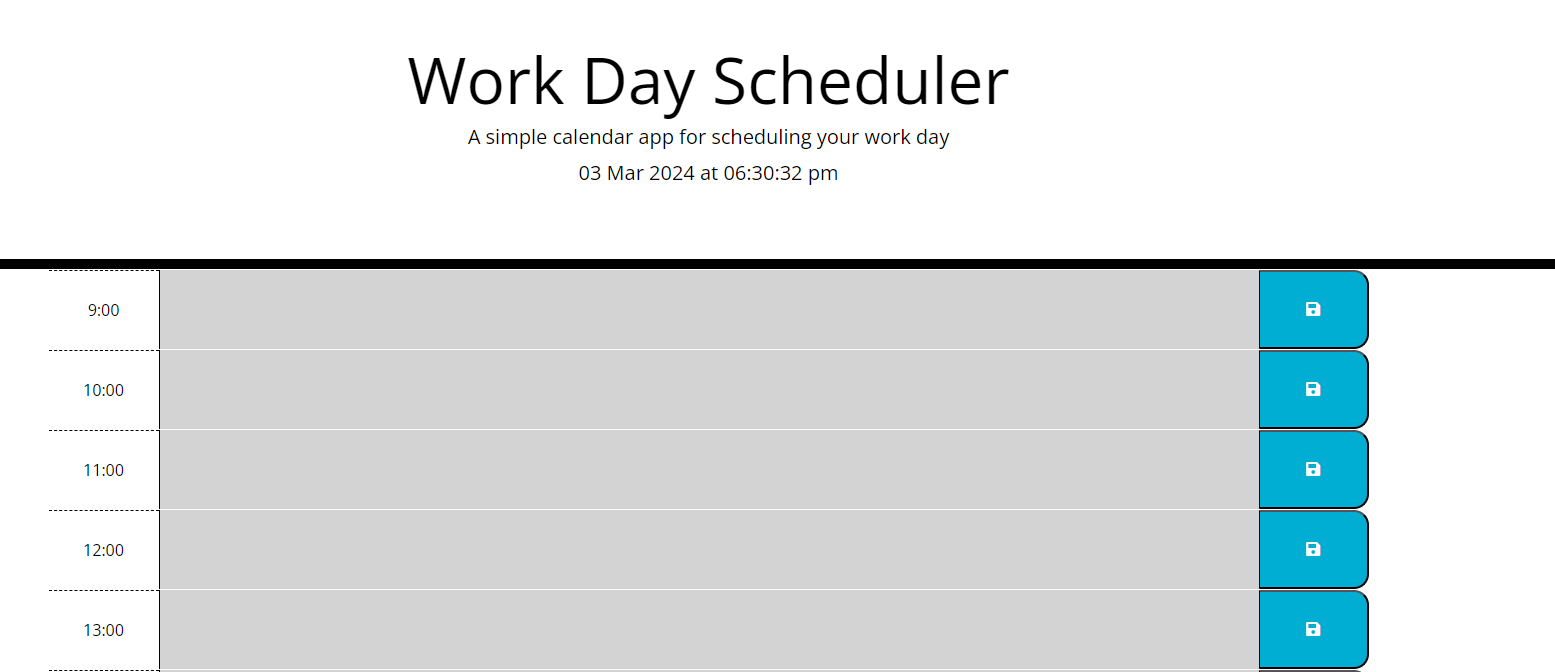 Work Day Scheduler
A simple calendar app for scheduling your work day
03 Mar 2024 at 06:30:32 pm
9:00
10:00
11:00
12:00
13:00